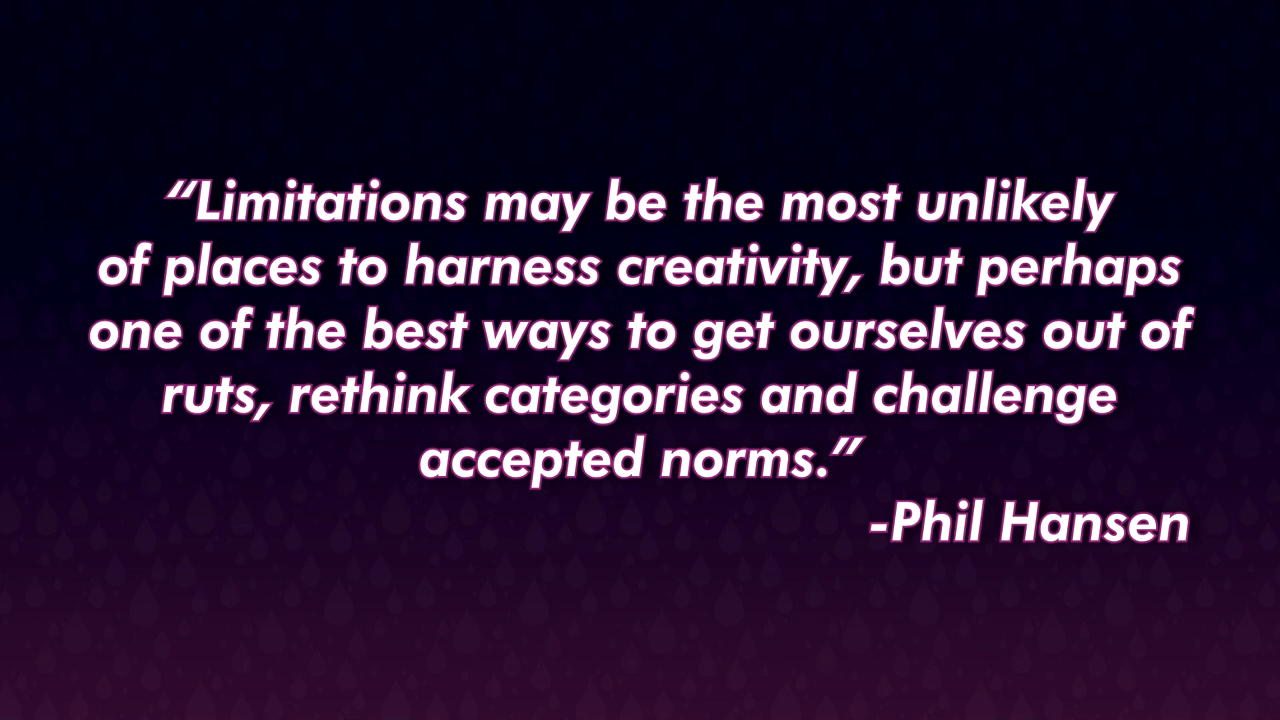 “Limitations may be the most unlikely
of places to harness creativity, but perhaps
one of the best ways to get ourselves out of
ruts, rethink categories and challenge
accepted norms.”
-Phil Hansen